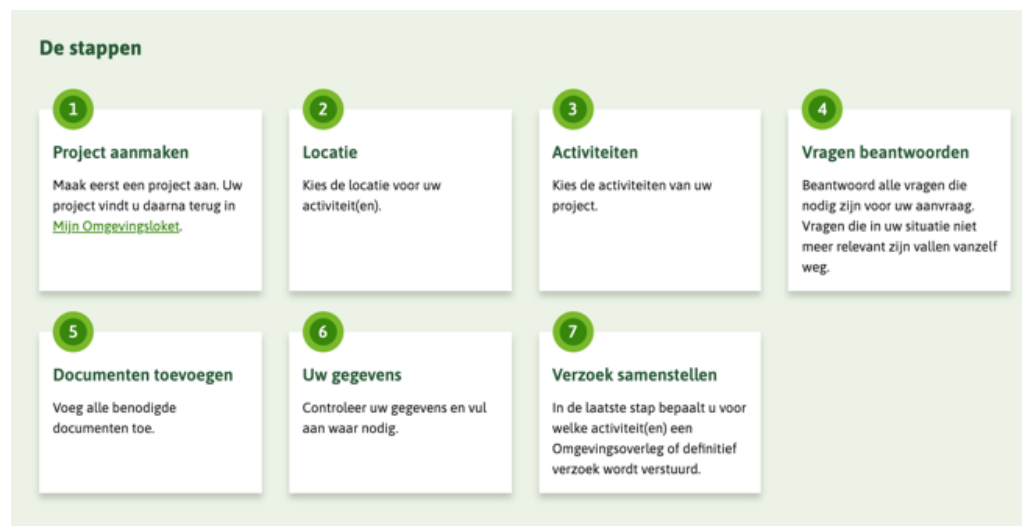 De stappen
1
Project aanmaken
Maak eerst een project aan. Uw
project vindt u daarna terug in
Mijn Omgevingsloket.
2
Locatie
Kies de locatie voor uw
activiteit(en).
3
Activiteiten
Kies de activiteiten van uw
project.
4
Vragen beantwoorden
Beantwoord alle vragen die
nodig zijn voor uw aanvraag.
Vragen die in uw situatie niet
meer relevant zijn vallen vanzelf
weg.
5
Documenten toevoegen
Voeg alle benodigde
documenten toe.
6
Uw gegevens
Controleer uw gegevens en vul
aan waar nodig.
7
Verzoek samenstellen
In de laatste stap bepaalt u voor
welke activiteit(en) een
Omgevingsoverleg of definitief
verzoek wordt verstuurd.